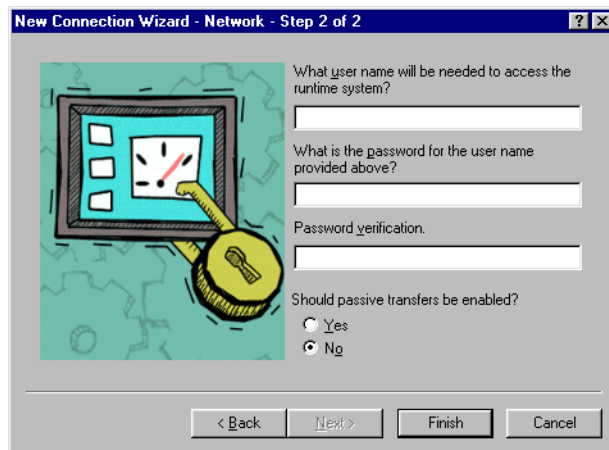 New Connection Wizard - Network - Step 2 of 2
What user name will be needed to access the
runtime system?
What is the password for the user name
provided above?
Password verification.
Should passive transfers be enabled?
Yes
No
< Back
Next >
Finish
Cancel